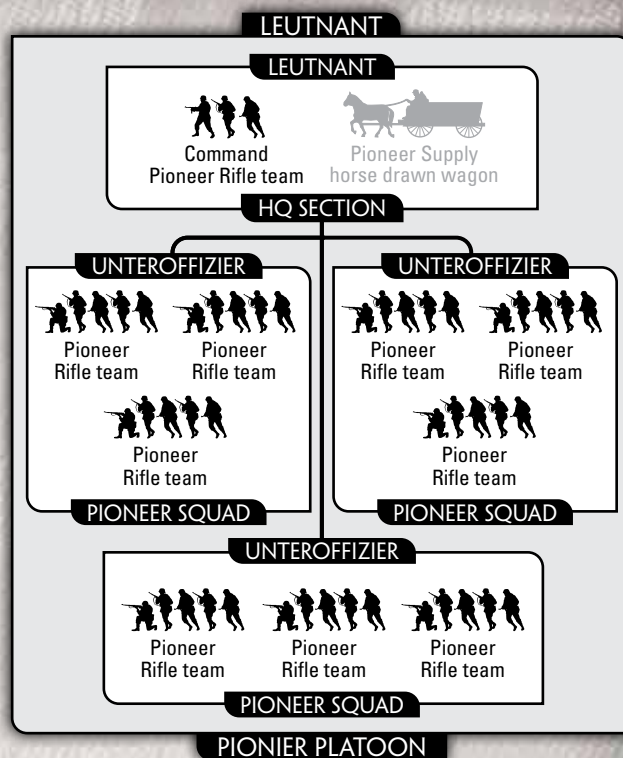 LEUTNANT
LEUTNANT
Command
Pioneer Rifle team
Pioneer Supply
horse drawn wagon
HQ SECTION
UNTEROFFIZIER
Pioneer
Rifle team
Pioneer
Rifle team
Pioneer
Rifle team
PIONEER SQUAD
UNTEROFFIZIER
Pioneer
Rifle team
Pioneer
Rifle team
Pioneer
Rifle team
PIONEER SQUAD
UNTEROFFIZIER
Pioneer
Rifle team
Pioneer
Rifle team
Pioneer
Rifle team
PIONEER SQUAD
PIONIER PLATOON